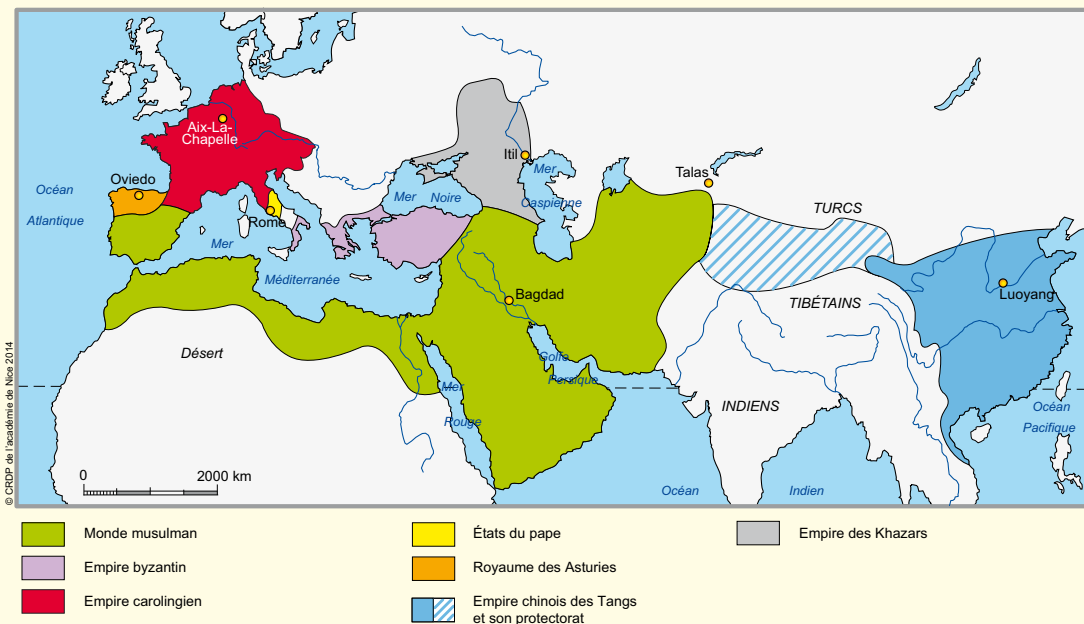 Aix-La-
Chapelle
Océan
Atlantique
Oviedo
Rome
Mer
Méditerranée
Mer
Noire
Itil
Mer
Caspienne
Talas
TURCS
TIBÉTAINS
Luoyang
Bagdad
Golfe
Persique
Désert
Mer
Rouge
INDIENS
Océan
Pacifique
Océan
Indien
0
2000 km
© CRDP de l'académie de Nice 2014
Monde musulman
Empire byzantin
Empire carolingien
États du pape
Royaume des Asturies
Empire chinois des Tangs
et son protectorat
Empire des Khazars